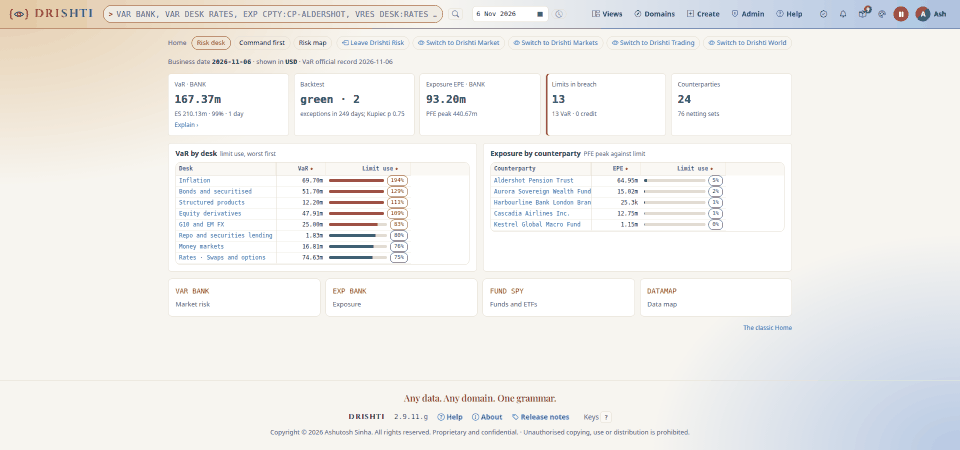 {👁} DRISHTI
> VAR BANK, VAR DESK RATES, EXP CPTY:CP-ALDERSHOT, VRES DESK:RATES …
6 Nov 2026
Views Domains Create Admin Help Ash
Home Risk desk Command first Risk map Leave Drishti Risk Switch to Drishti Market Switch to Drishti Markets Switch to Drishti Trading Switch to Drishti World
Business date 2026-11-06 · shown in USD · VaR official record 2026-11-06
VaR · BANK
167.37m
ES 210.13m · 99% · 1 day
Explain ›
Backtest
green · 2
exceptions in 249 days; Kupiec p 0.75
Exposure EPE · BANK
93.20m
PFE peak 440.67m
Limits in breach
13
13 VaR · 0 credit
Counterparties
24
76 netting sets
VaR by desk limit use, worst first
Desk VaR Limit use
Inflation 69.70m 194%
Bonds and securitised 51.70m 129%
Structured products 12.20m 111%
Equity derivatives 47.91m 109%
G10 and EM FX 25.00m 83%
Repo and securities lending 1.83m 80%
Money markets 16.81m 76%
Rates · Swaps and options 74.63m 75%
Exposure by counterparty PFE peak against limit
Counterparty EPE Limit use
Aldershot Pension Trust 64.95m 5%
Aurora Sovereign Wealth Fund 15.02m 2%
Harbourline Bank London Bran 25.3k 1%
Cascadia Airlines Inc. 12.75m 1%
Kestrel Global Macro Fund 1.15m 0%
VAR BANK
Market risk
EXP BANK
Exposure
FUND SPY
Funds and ETFs
DATAMAP
Data map
The classic Home
Any data. Any domain. One grammar.
DRISHTI 2.9.11.g Help About Release notes Keys ?
Copyright © 2026 Ashutosh Sinha. All rights reserved. Proprietary and confidential. · Unauthorised copying, use or distribution is prohibited.